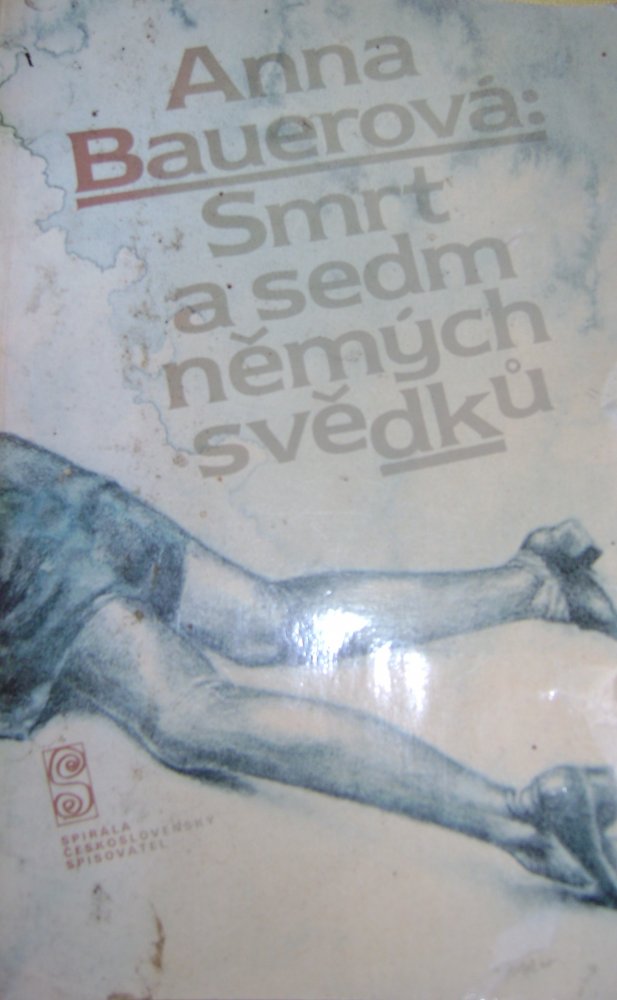 Anna
Bauerová:
Smrt
a sedm
němých
svědků
SPIRÁLA
ČESKOSLOVENSKÝ
SPISOVATEL